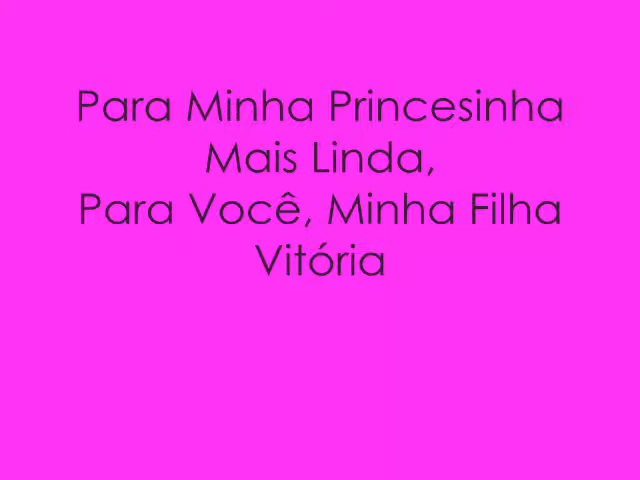 Para Minha Princesinha
Mais Linda,
Para Você, Minha Filha
Vitória